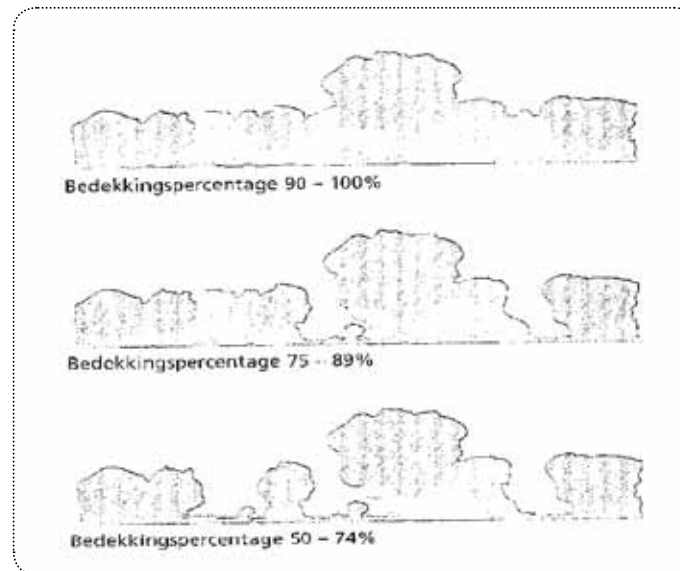 Bedekkingspercentage 90 – 100%
Bedekkingspercentage 75 – 89%
Bedekkingspercentage 50 – 74%